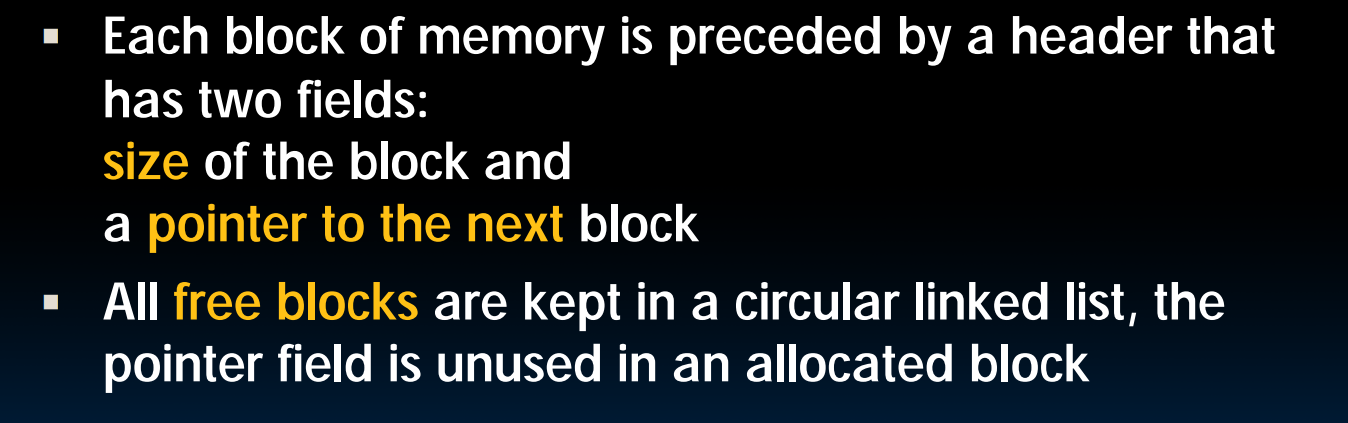 ▪ Each block of memory is preceded by a header that
has two fields:
size of the block and
a pointer to the next block
▪ All free blocks are kept in a circular linked list, the
pointer field is unused in an allocated block